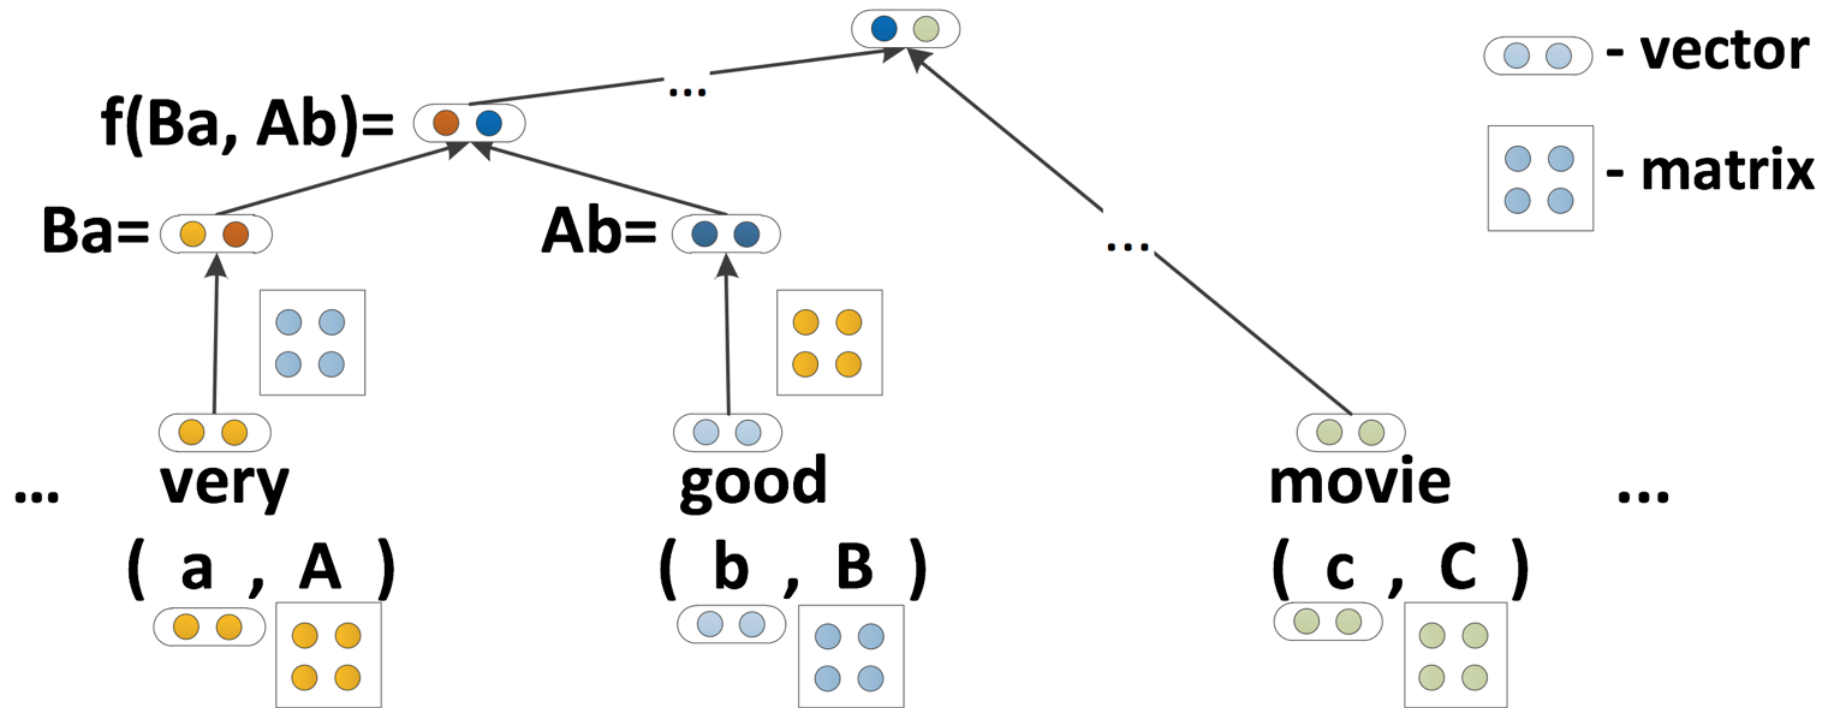 ...
- vector
f(Ba, Ab)=
- matrix
Ba=
Ab=
...
... very good movie ...
( a , A ) ( b , B ) ( c , C )